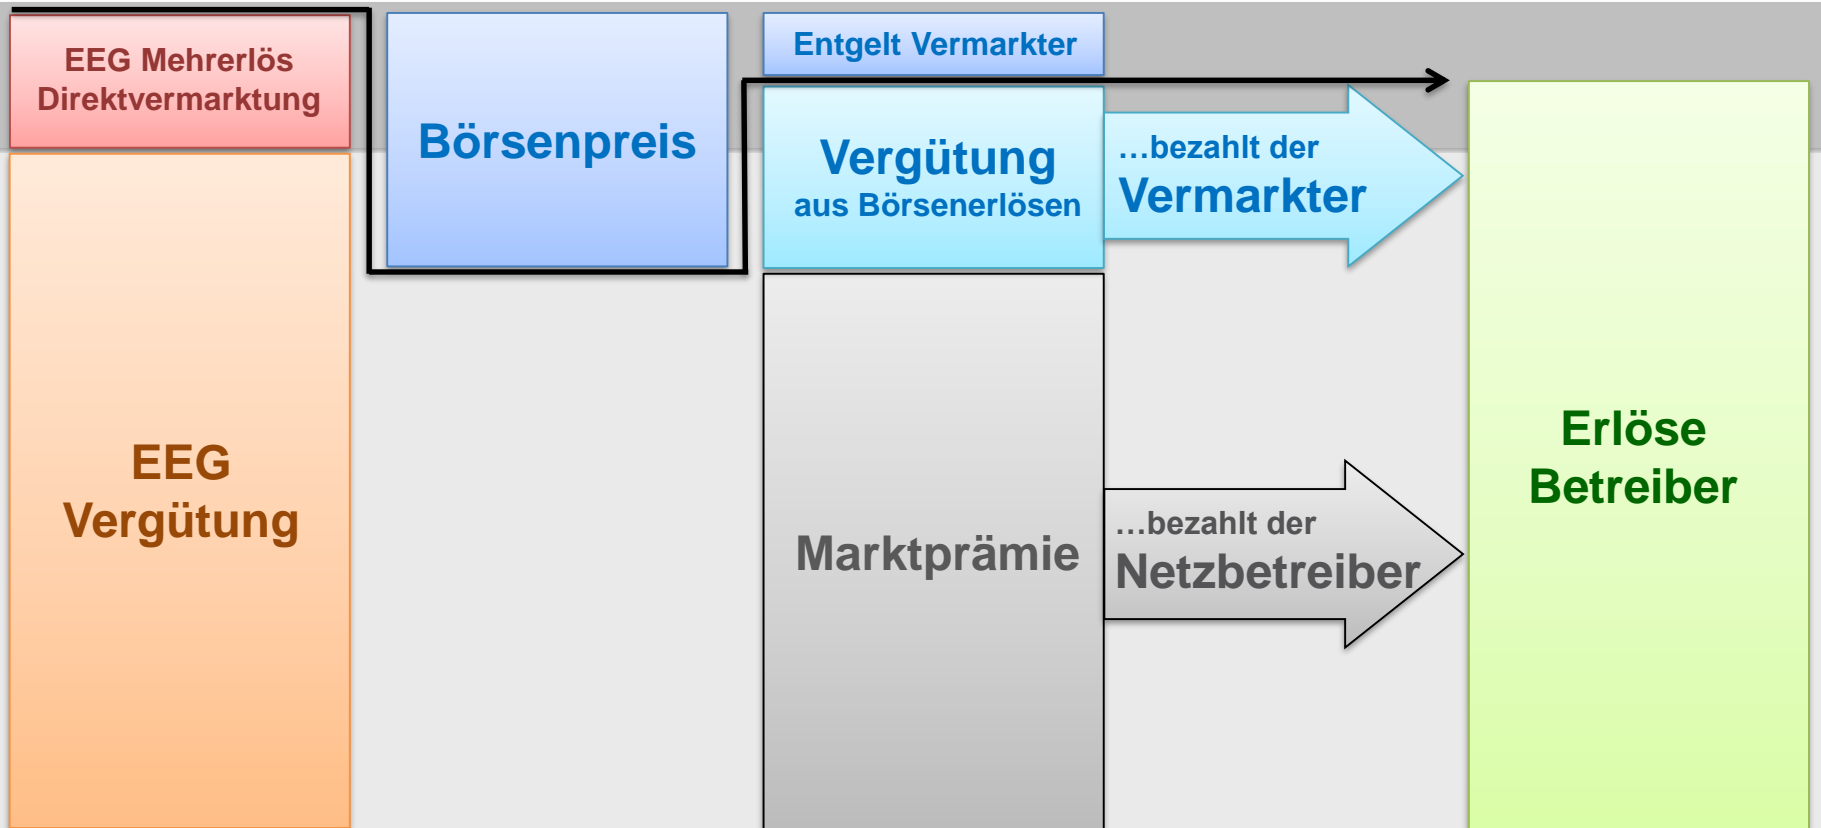 EEG Mehrerlös
Direktvermarktung
EEG
Vergütung
Börsenpreis
Entgelt Vermarkter
Vergütung
aus Börsenerlösen
…bezahlt der
Vermarkter
Marktprämie
…bezahlt der
Netzbetreiber
Erlöse
Betreiber